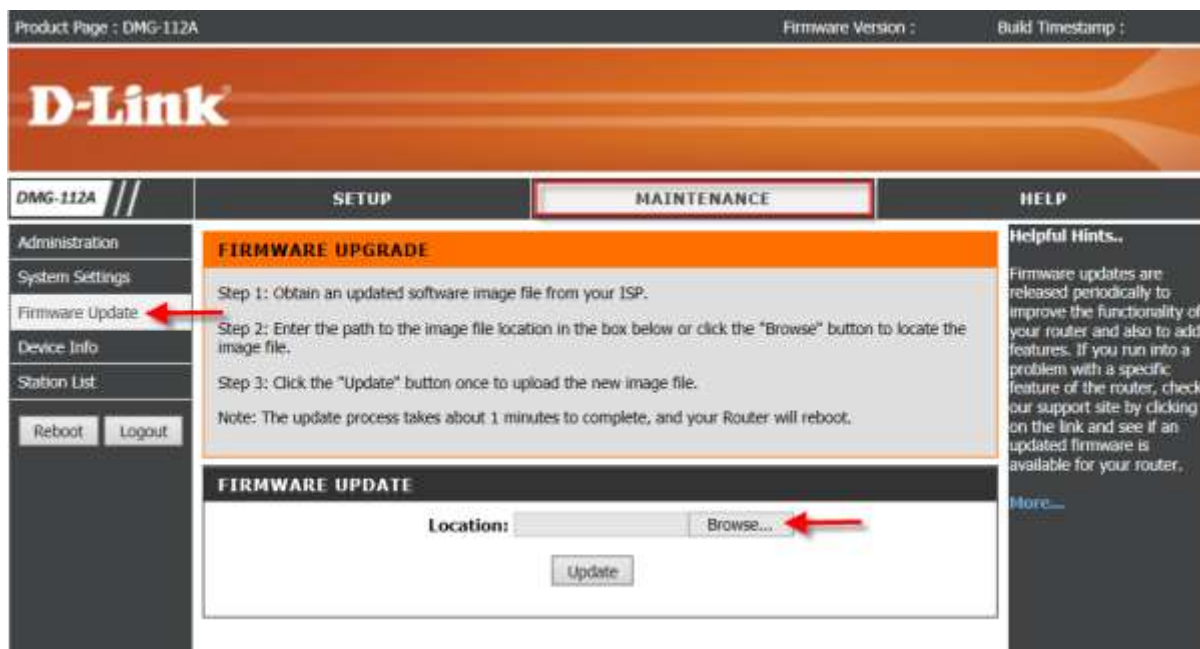 Product Page : DMG-112A Firmware Version : Build Timestamp :
D-Link
DMG-112A SETUP MAINTENANCE HELP
Administration
System Settings
Firmware Update
Device Info
Station List
Reboot Logout
FIRMWARE UPGRADE
Step 1: Obtain an updated software image file from your ISP.
Step 2: Enter the path to the image file location in the box below or click the "Browse" button to locate the
image file.
Step 3: Click the "Update" button once to upload the new image file.
Note: The update process takes about 1 minutes to complete, and your Router will reboot.
FIRMWARE UPDATE
Location: Browse...
Update
Helpful Hints..
Firmware updates are
released periodically to
improve the functionality of
your router and also to add
features. If you run into a
problem with a specific
feature of the router, check
our support site by clicking
on the link and see if an
updated firmware is
available for your router.
More...